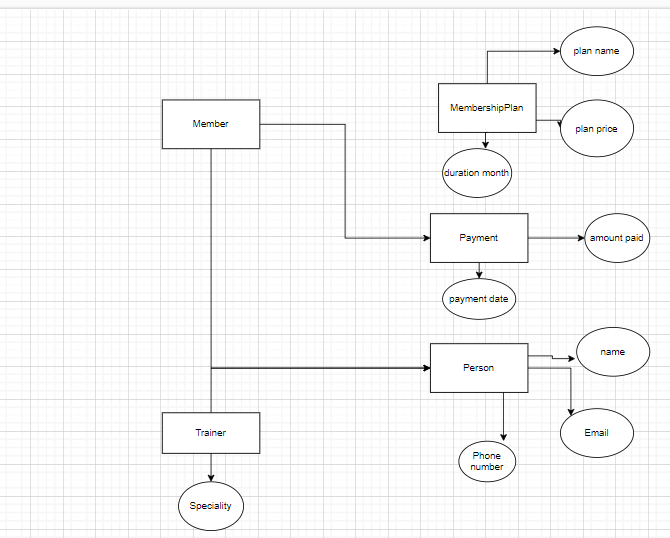 plan name
MembershipPlan
Member
plan price
duration month
Payment
amount paid
payment date
name
Person
Trainer
Email
Phone
number
Speciality